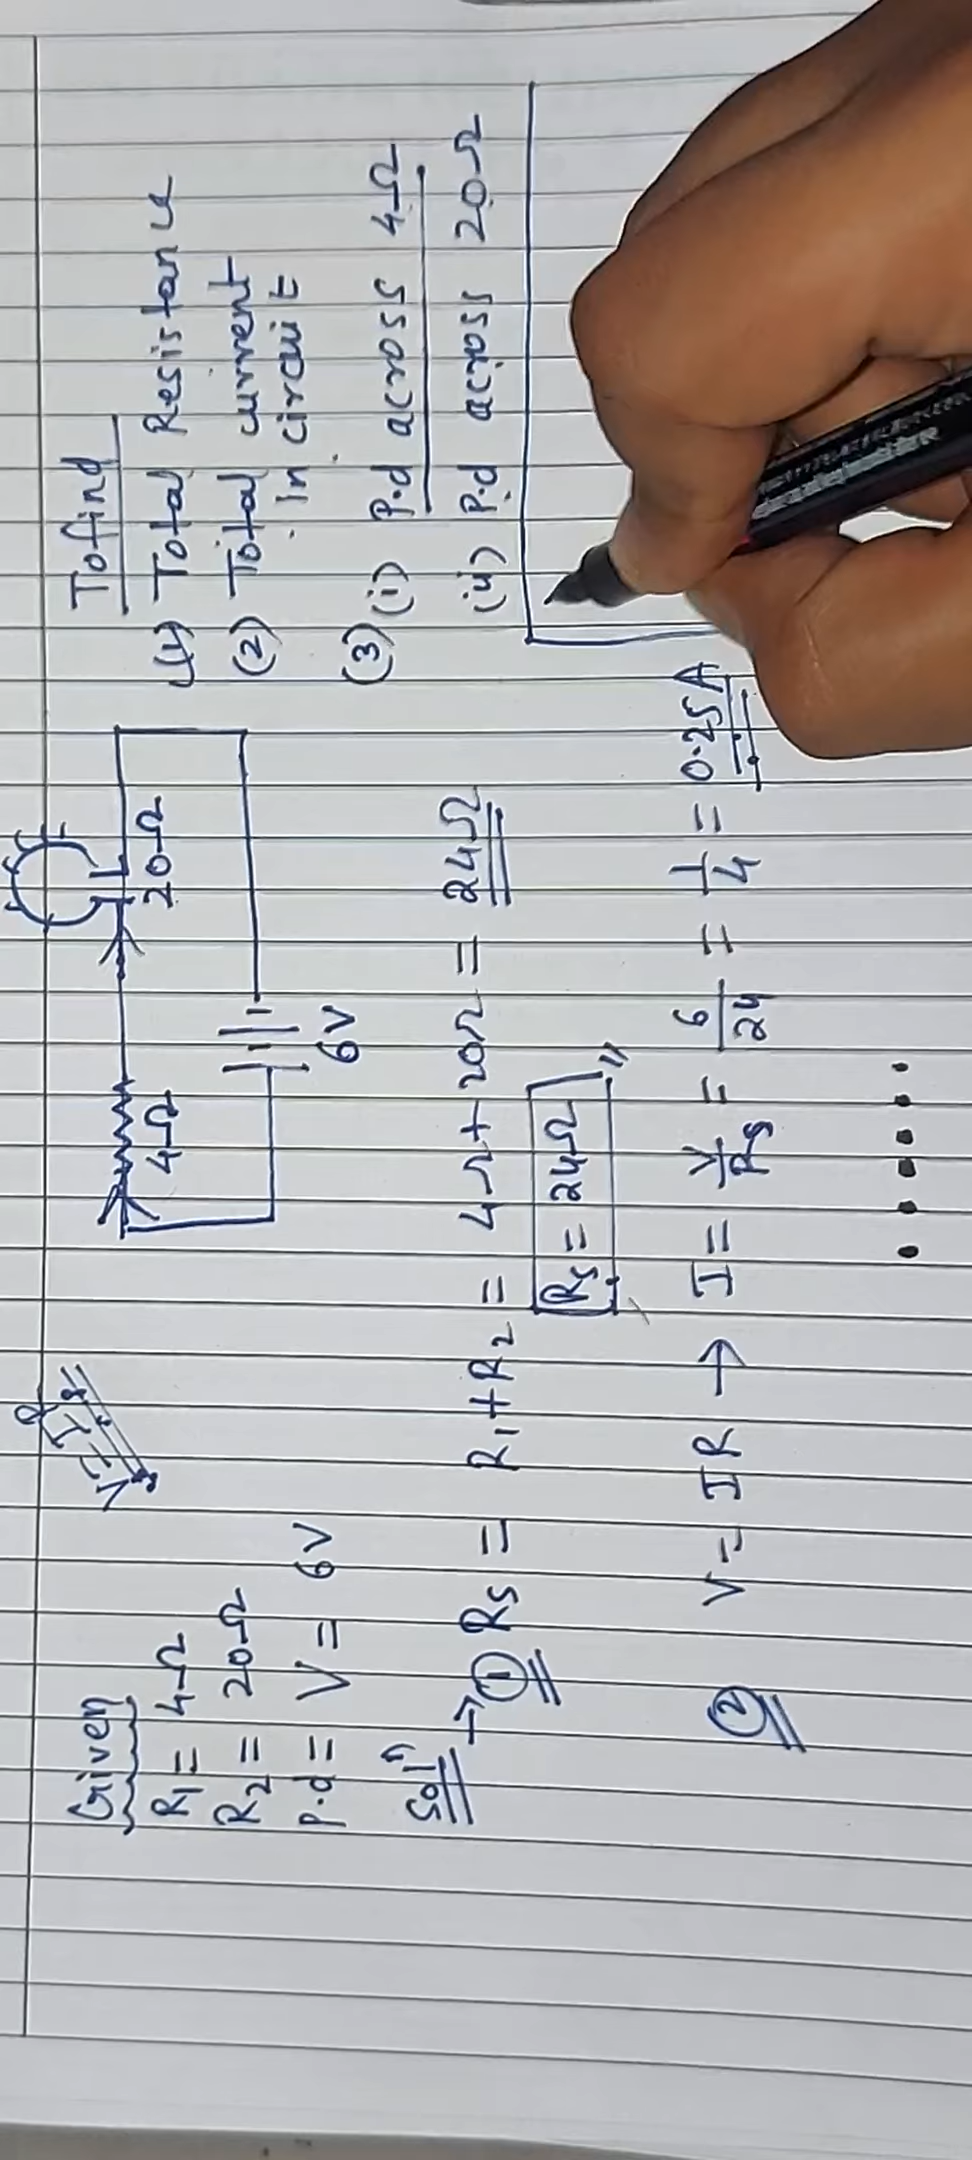 Given
R1 = 4Ω
R2 = 20Ω
P.d = V = 6V
4Ω
20Ω
6V
To find
(1) Total Resistance
(2) Total current
in circuit
(3) (i) P.d across 4Ω
(ii) P.d across 20Ω
Solⁿ → ① Rs = R1 + R2 = 4Ω + 20Ω = 24Ω
Rs = 24Ω
② V = IR → I = V/Rs = 6/24 = 1/4 = 0.25A